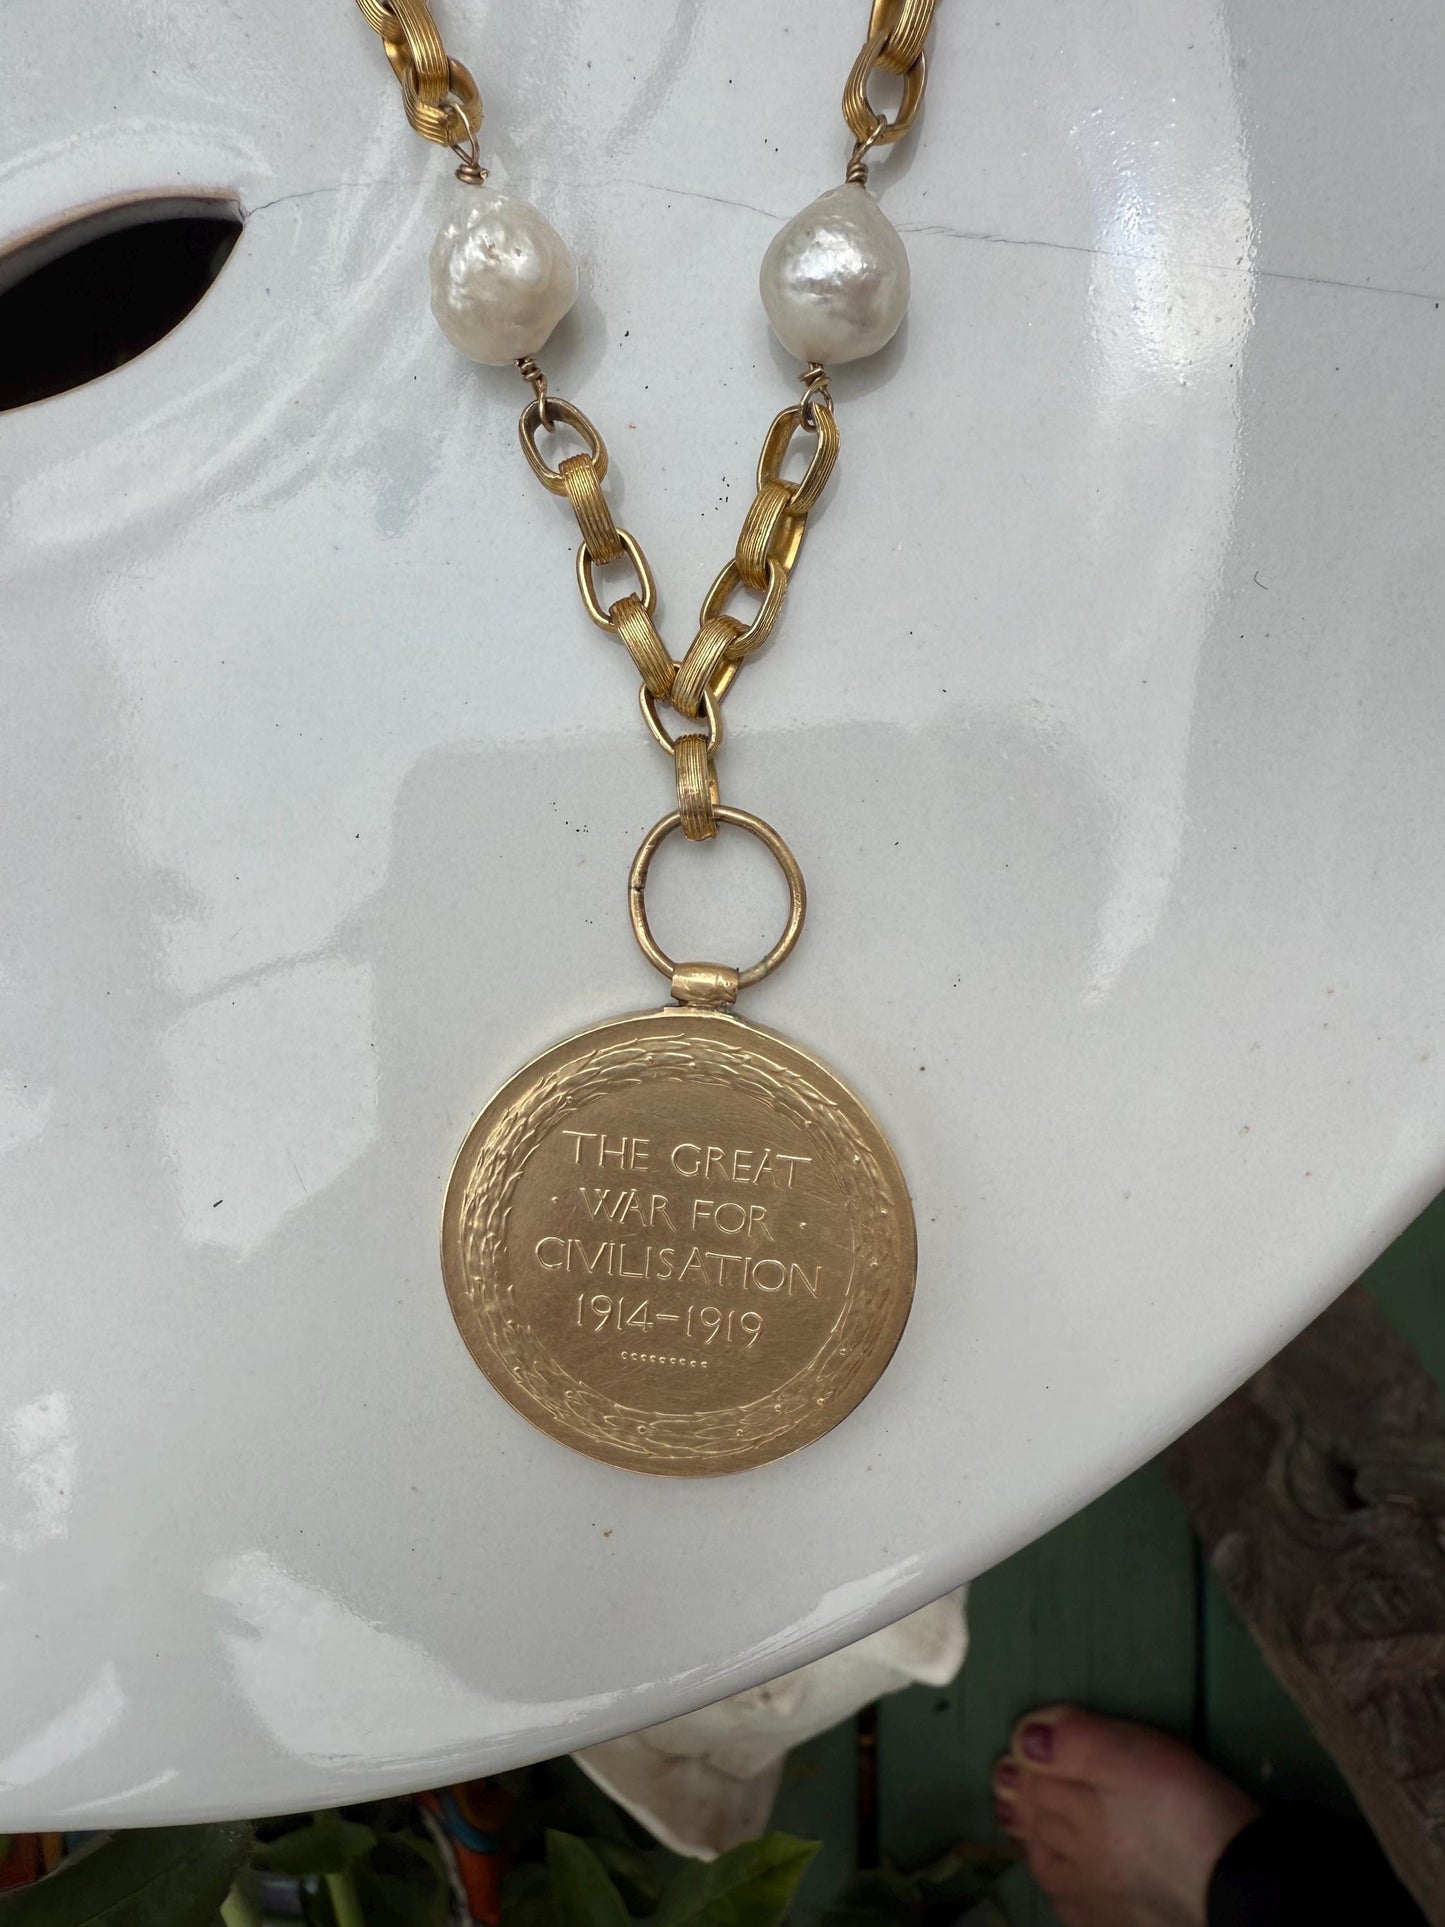 THE GREAT
WAR FOR
CIVILISATION
1914-1919